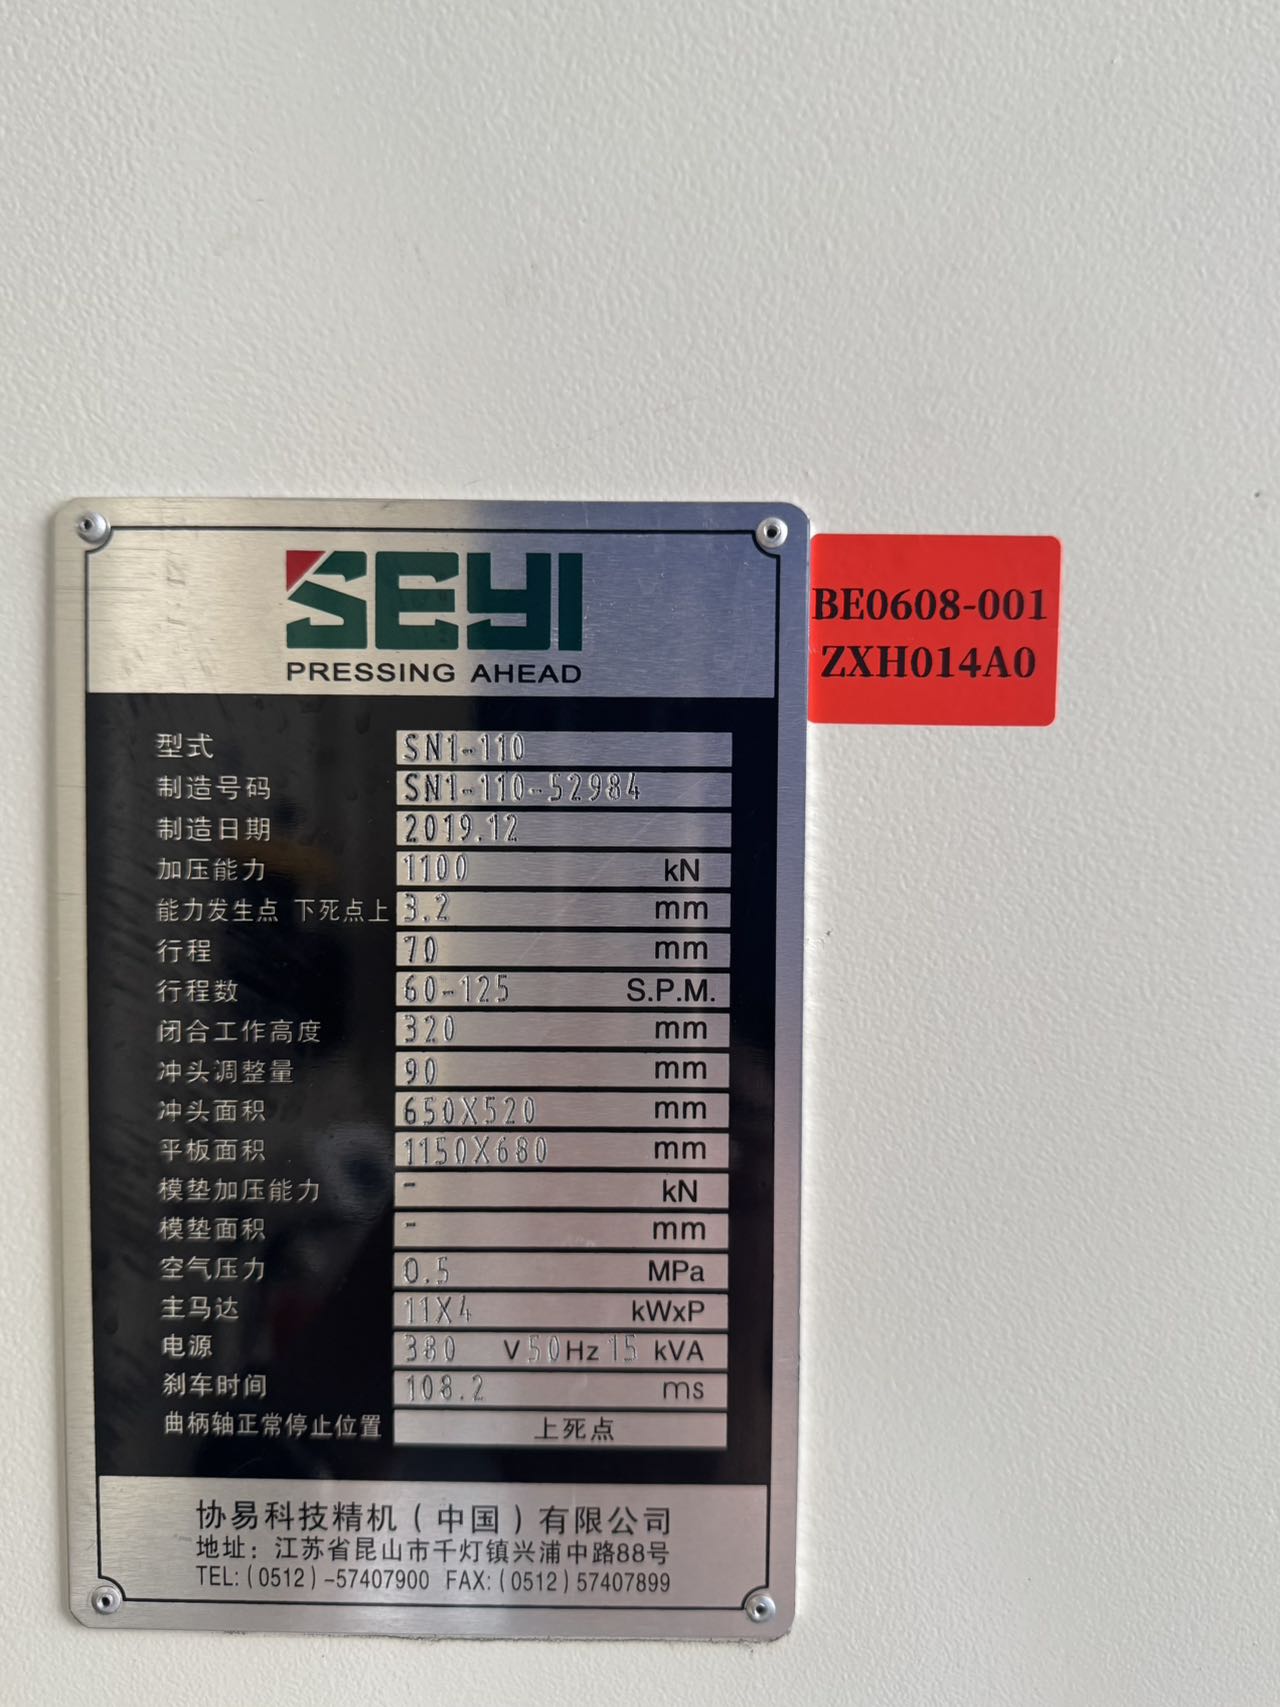 SEYI
PRESSING AHEAD
BE0608-001
ZXH014A0
型式 SN1-110
制造号码 SN1-110-52984
制造日期 2019.12
加压能力 1100 kN
能力发生点 下死点上 3.2 mm
行程 70 mm
行程数 60-125 S.P.M.
闭合工作高度 320 mm
冲头调整量 90 mm
冲头面积 650X520 mm
平板面积 1150X680 mm
模垫加压能力 - kN
模垫面积 - mm
空气压力 0.5 MPa
主马达 11X4 kWxP
电源 380 V 50Hz 15 kVA
刹车时间 108.2 ms
曲柄轴正常停止位置 上死点
协易科技精机（中国）有限公司
地址：江苏省昆山市千灯镇兴浦中路88号
TEL:(0512)-57407900 FAX:(0512)57407899